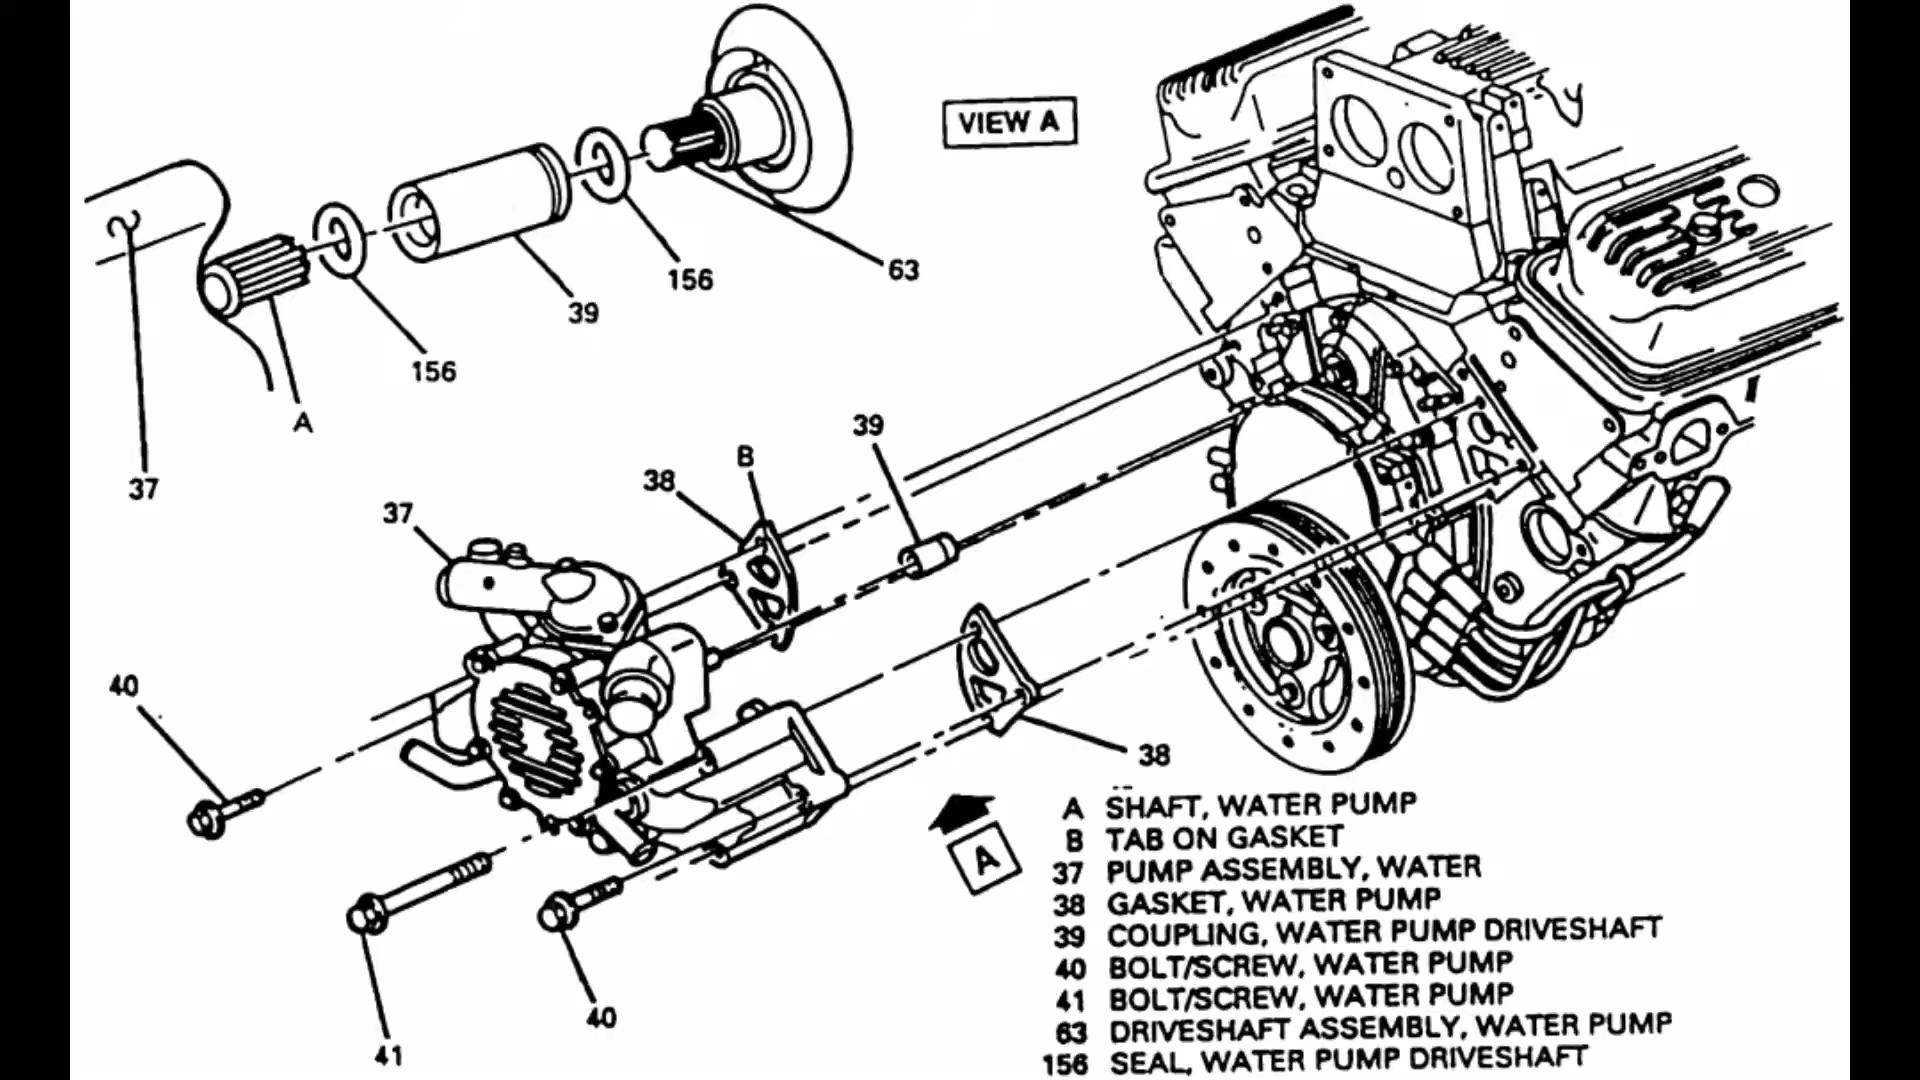 VIEW A
63
156
39
156
A
37
39
B
38
37
40
38
41
40
A
A SHAFT, WATER PUMP
B TAB ON GASKET
37 PUMP ASSEMBLY, WATER
38 GASKET, WATER PUMP
39 COUPLING, WATER PUMP DRIVESHAFT
40 BOLT/SCREW, WATER PUMP
41 BOLT/SCREW, WATER PUMP
63 DRIVESHAFT ASSEMBLY, WATER PUMP
156 SEAL, WATER PUMP DRIVESHAFT